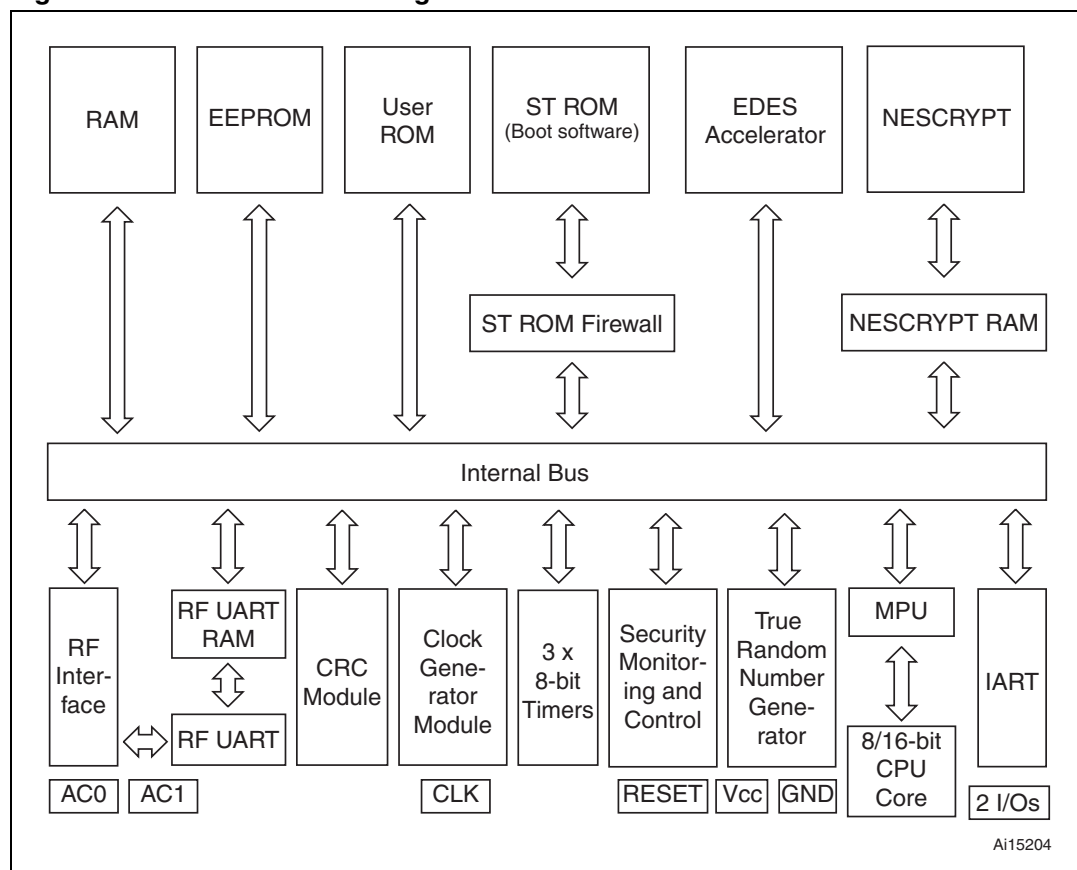 RAM
EEPROM
User
ROM
ST ROM
(Boot software)
EDES
Accelerator
NESCRYPT
ST ROM Firewall
NESCRYPT RAM
Internal Bus
RF
Inter-
face
RF UART
RAM
RF UART
CRC
Module
Clock
Gene-
rator
Module
3 x
8-bit
Timers
Security
Monitor-
ing and
Control
True
Random
Number
Gene-
rator
MPU
8/16-bit
CPU
Core
IART
AC0
AC1
CLK
RESET
Vcc
GND
2 I/Os
Ai15204